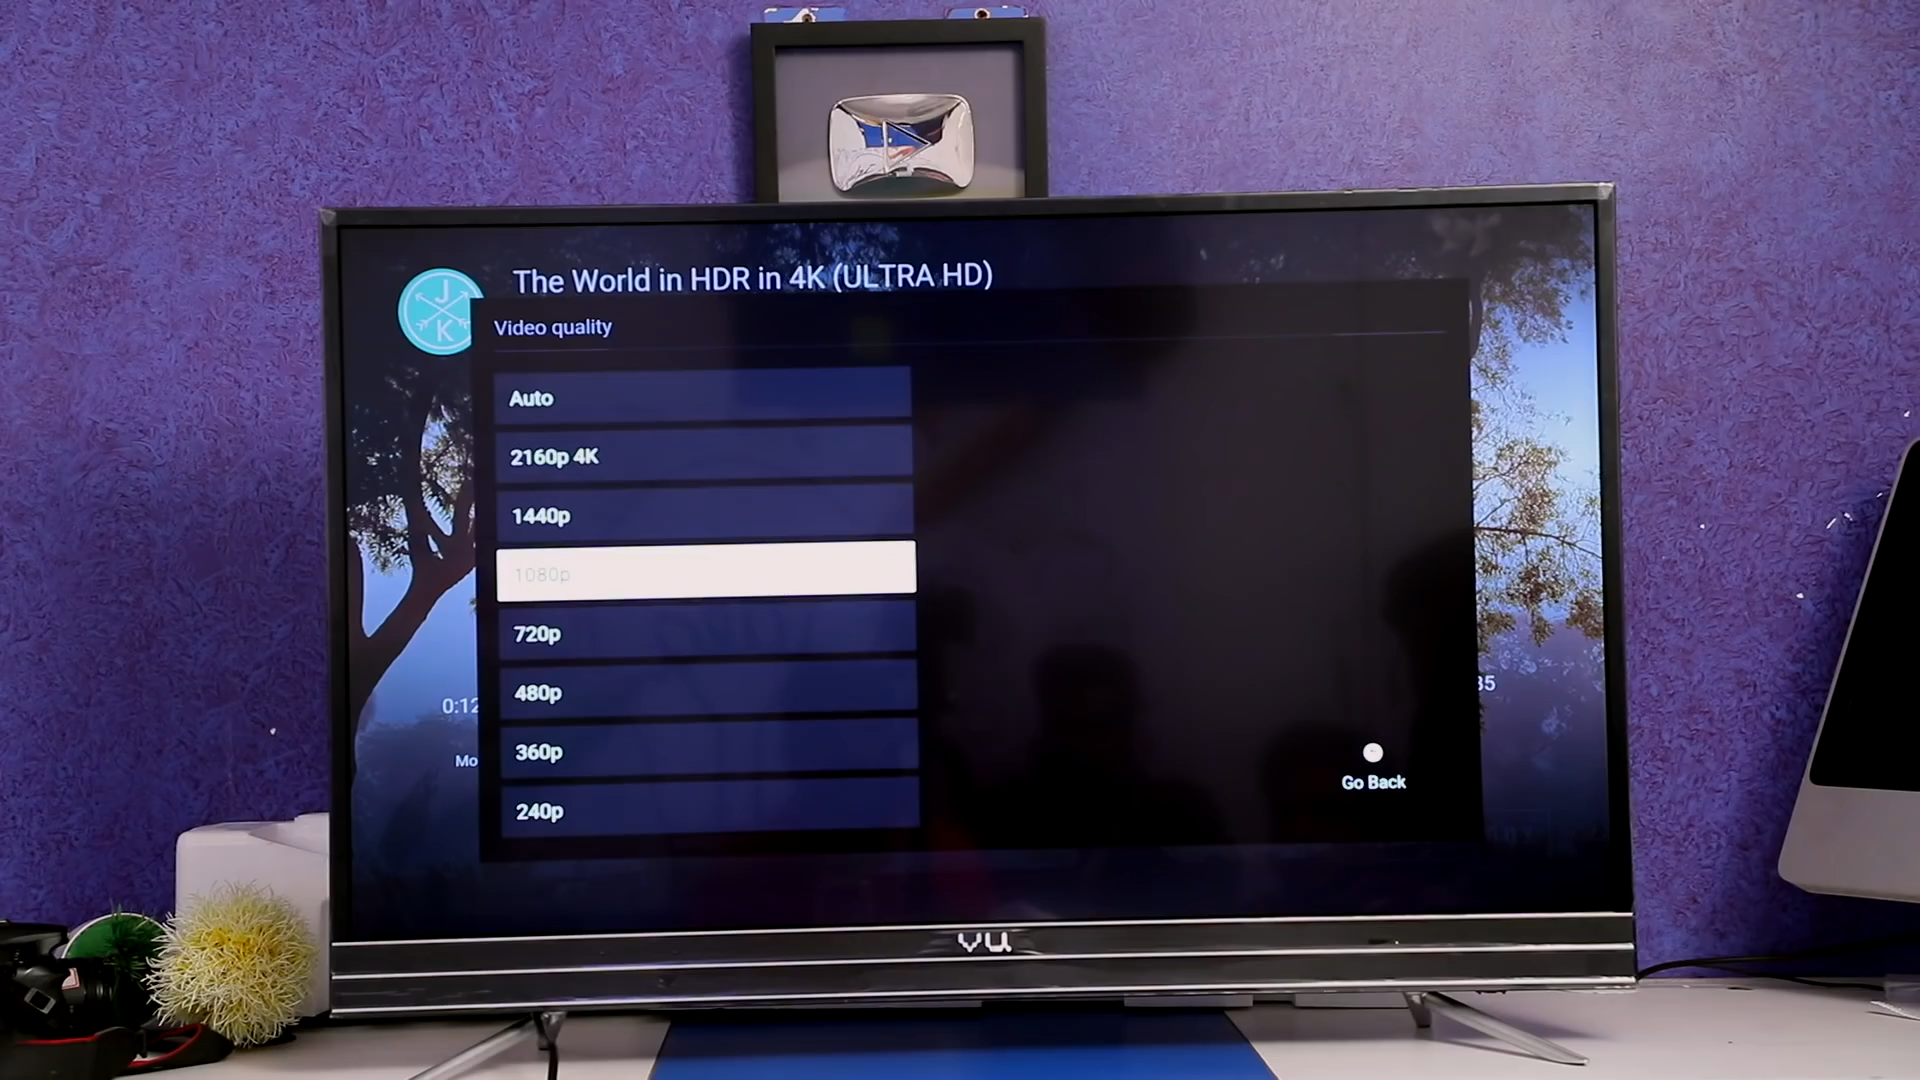 The World in HDR in 4K (ULTRA HD)
J
K
Video quality
Auto
2160p 4K
1440p
1080p
720p
480p
360p
240p
0:12
35
Mo
Go Back
vu